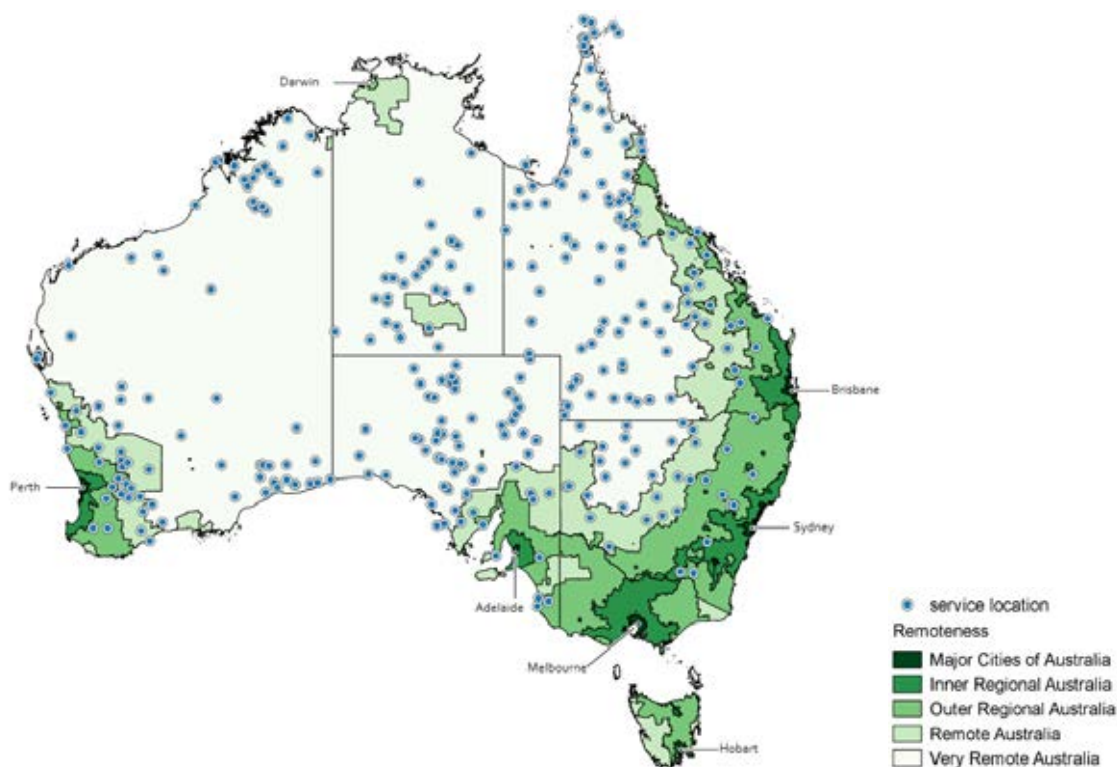 Darwin
Brisbane
Perth
Sydney
Adelaide
Melbourne
Hobart
service location
Remoteness
Major Cities of Australia
Inner Regional Australia
Outer Regional Australia
Remote Australia
Very Remote Australia